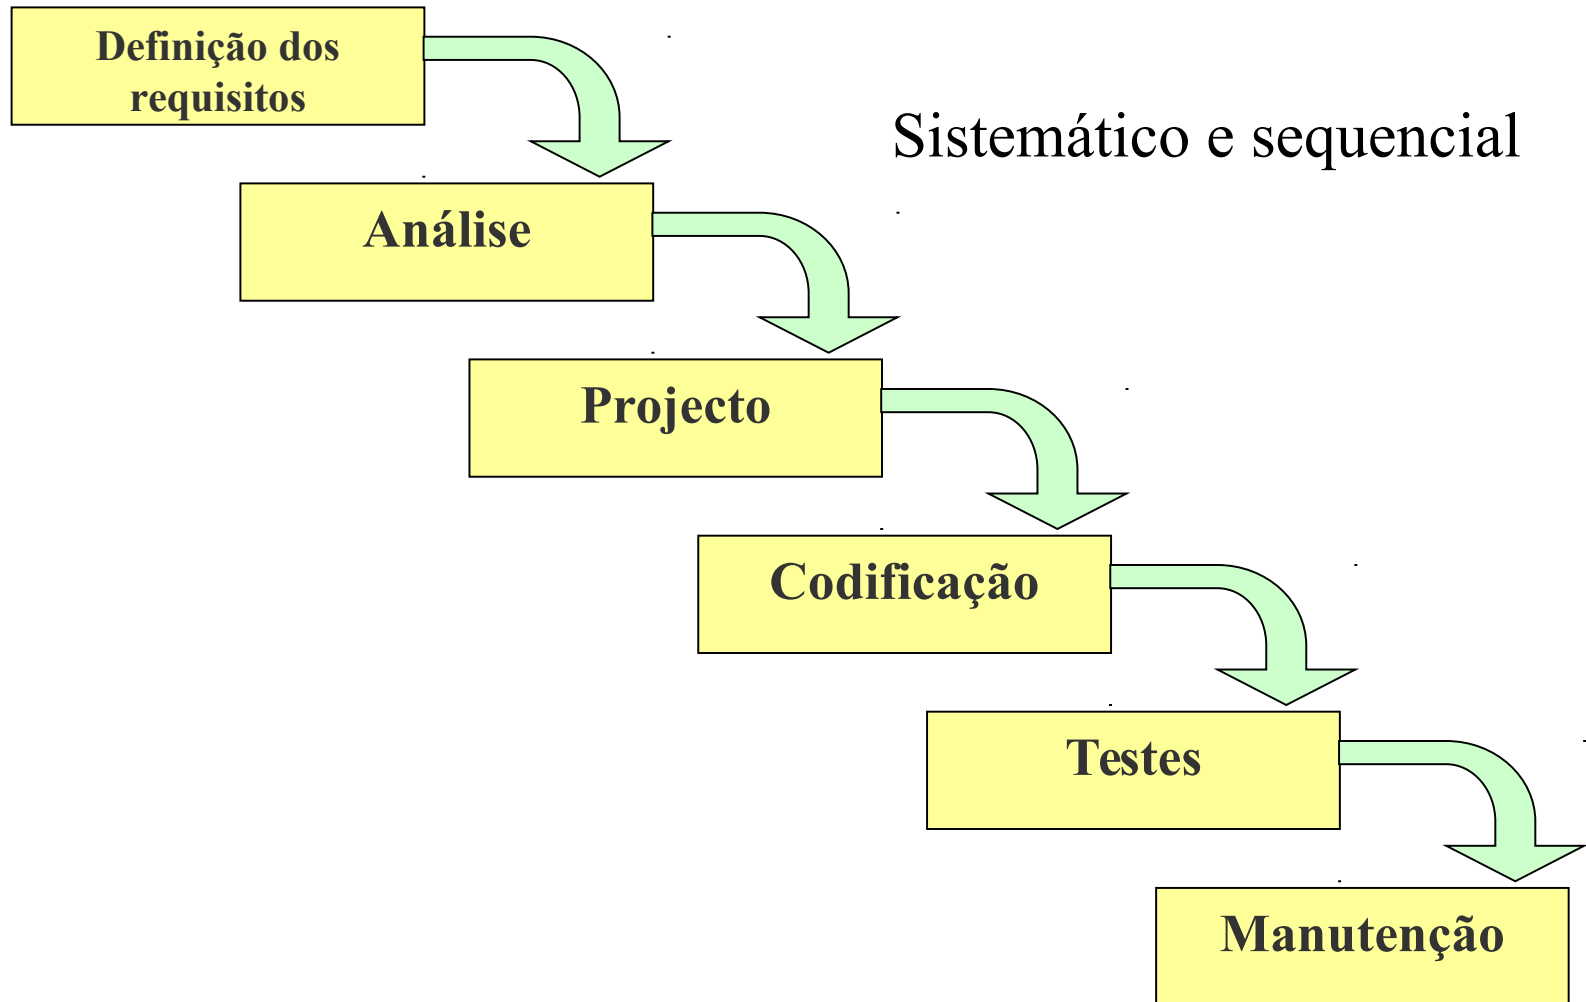 Definição dos
requisitos
Sistemático e sequencial
Análise
Projecto
Codificação
Testes
Manutenção